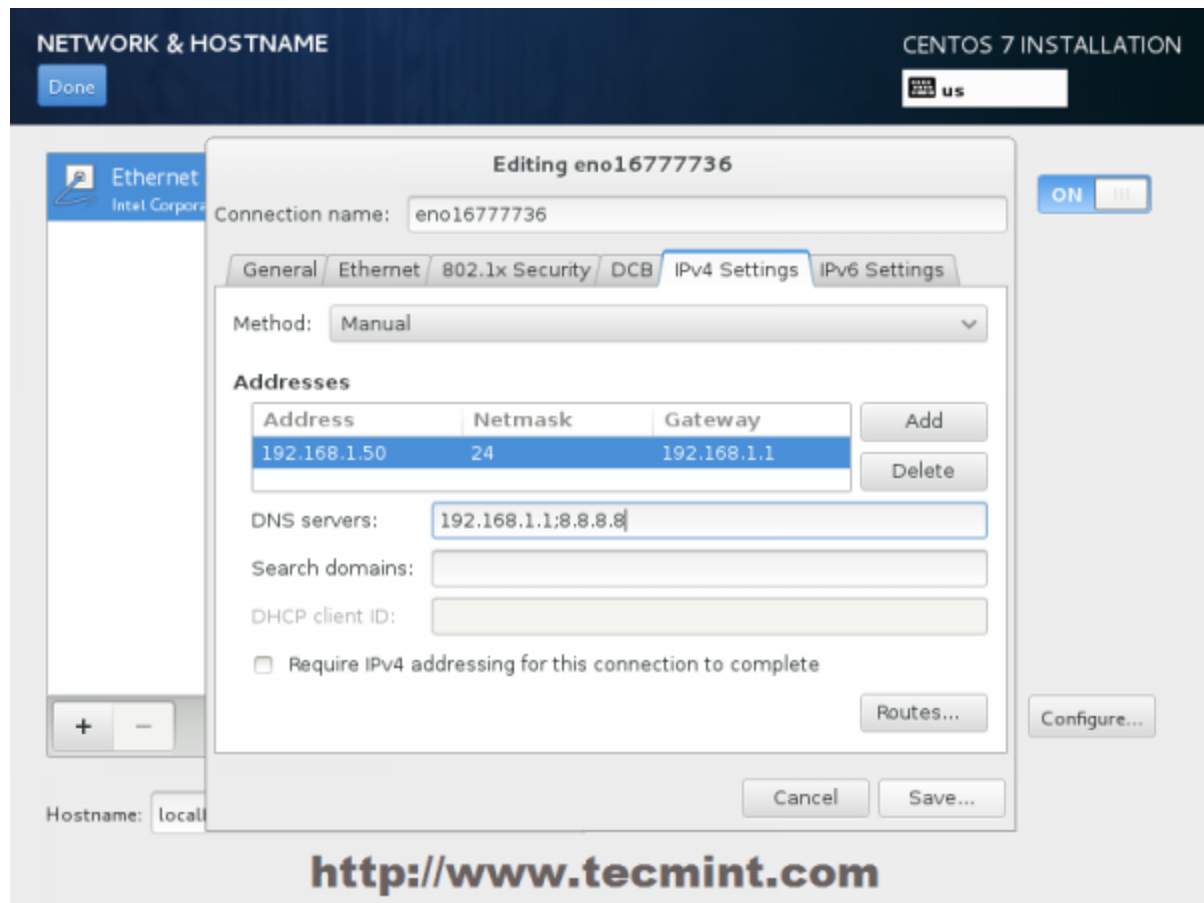 NETWORK & HOSTNAME
CENTOS 7 INSTALLATION
Done
us
Editing eno16777736
Ethernet
Intel Corpora
ON
Connection name: eno16777736
General Ethernet 802.1x Security DCB IPv4 Settings IPv6 Settings
Method: Manual
Addresses
Address Netmask Gateway
Add
192.168.1.50 24 192.168.1.1
Delete
DNS servers: 192.168.1.1;8.8.8.8
Search domains:
DHCP client ID:
Require IPv4 addressing for this connection to complete
Routes...
+ −
Configure...
Cancel Save...
Hostname: locall
http://www.tecmint.com